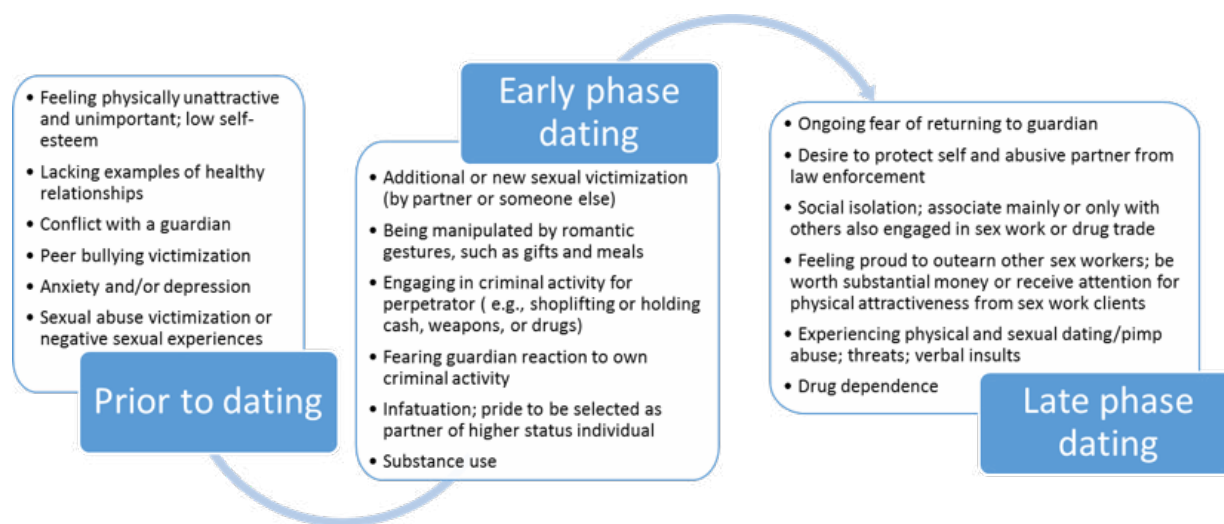 • Feeling physically unattractive
and unimportant; low self-
esteem
• Lacking examples of healthy
relationships
• Conflict with a guardian
• Peer bullying victimization
• Anxiety and/or depression
• Sexual abuse victimization or
negative sexual experiences
Prior to dating
Early phase
dating
• Additional or new sexual victimization
(by partner or someone else)
• Being manipulated by romantic
gestures, such as gifts and meals
• Engaging in criminal activity for
perpetrator ( e.g., shoplifting or holding
cash, weapons, or drugs)
• Fearing guardian reaction to own
criminal activity
• Infatuation; pride to be selected as
partner of higher status individual
• Substance use
• Ongoing fear of returning to guardian
• Desire to protect self and abusive partner from
law enforcement
• Social isolation; associate mainly or only with
others also engaged in sex work or drug trade
• Feeling proud to outearn other sex workers; be
worth substantial money or receive attention for
physical attractiveness from sex work clients
• Experiencing physical and sexual dating/pimp
abuse; threats; verbal insults
• Drug dependence
Late phase
dating